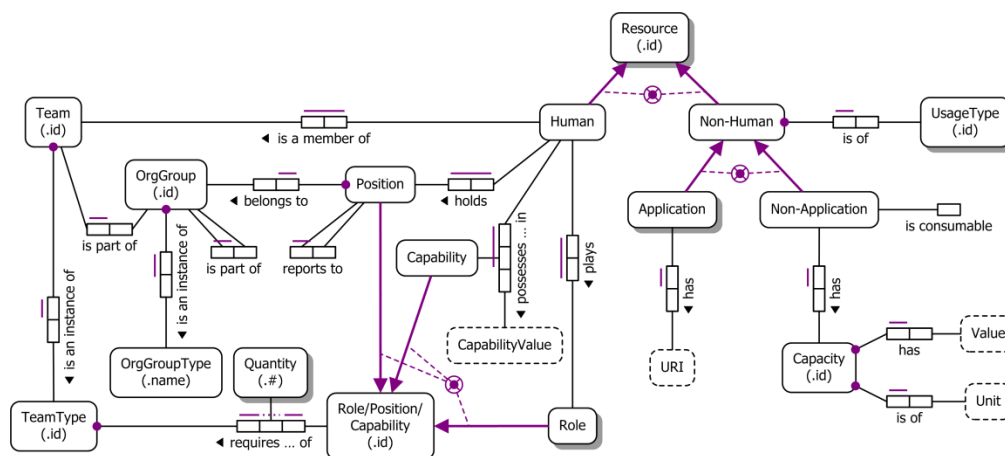 Resource
(.id)
Team
(.id)
◄ is a member of
Human
Non-Human
is of
UsageType
(.id)
OrgGroup
(.id)
◄ belongs to
Position
◄ holds
Application
Non-Application
is consumable
is part of
is part of
reports to
Capability
◄ possesses ... in
◄ plays
◄ is an instance of
◄ is an instance of
◄ has
◄ has
CapabilityValue
URI
Capacity
(.id)
has
Value
is of
Unit
OrgGroupType
(.name)
Quantity
(.#)
TeamType
(.id)
◄ requires ... of
Role/Position/
Capability
(.id)
Role